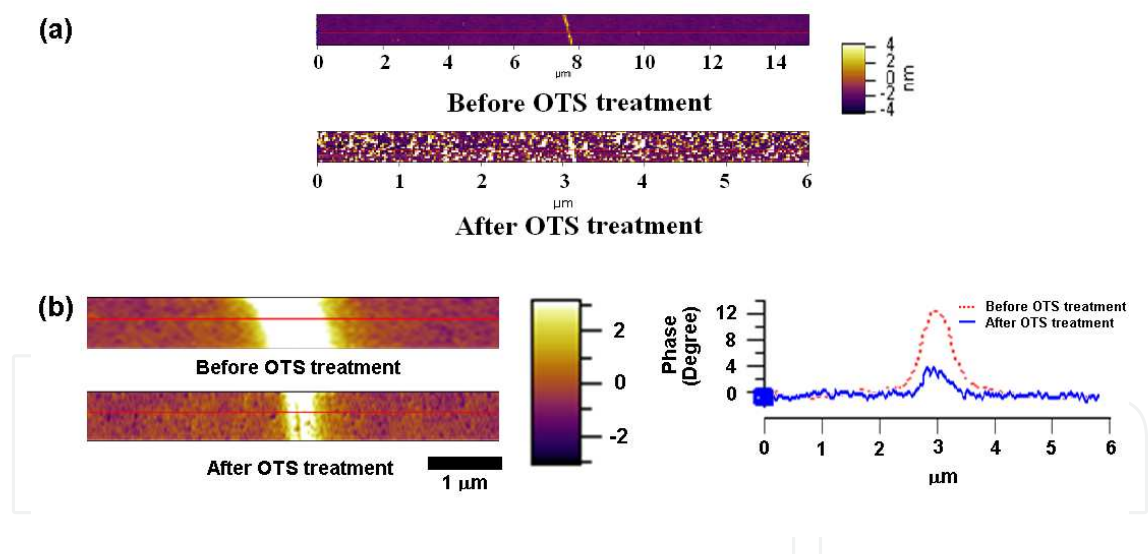 (a)
0 2 4 6 8 10 12 14
µm
Before OTS treatment
4
2
0
-2
-4
nm
0 1 2 3 4 5 6
µm
After OTS treatment
(b)
Before OTS treatment
After OTS treatment
1 µm
2
0
-2
Phase
(Degree)
12
8
4
0
Before OTS treatment
After OTS treatment
0 1 2 3 4 5 6
µm